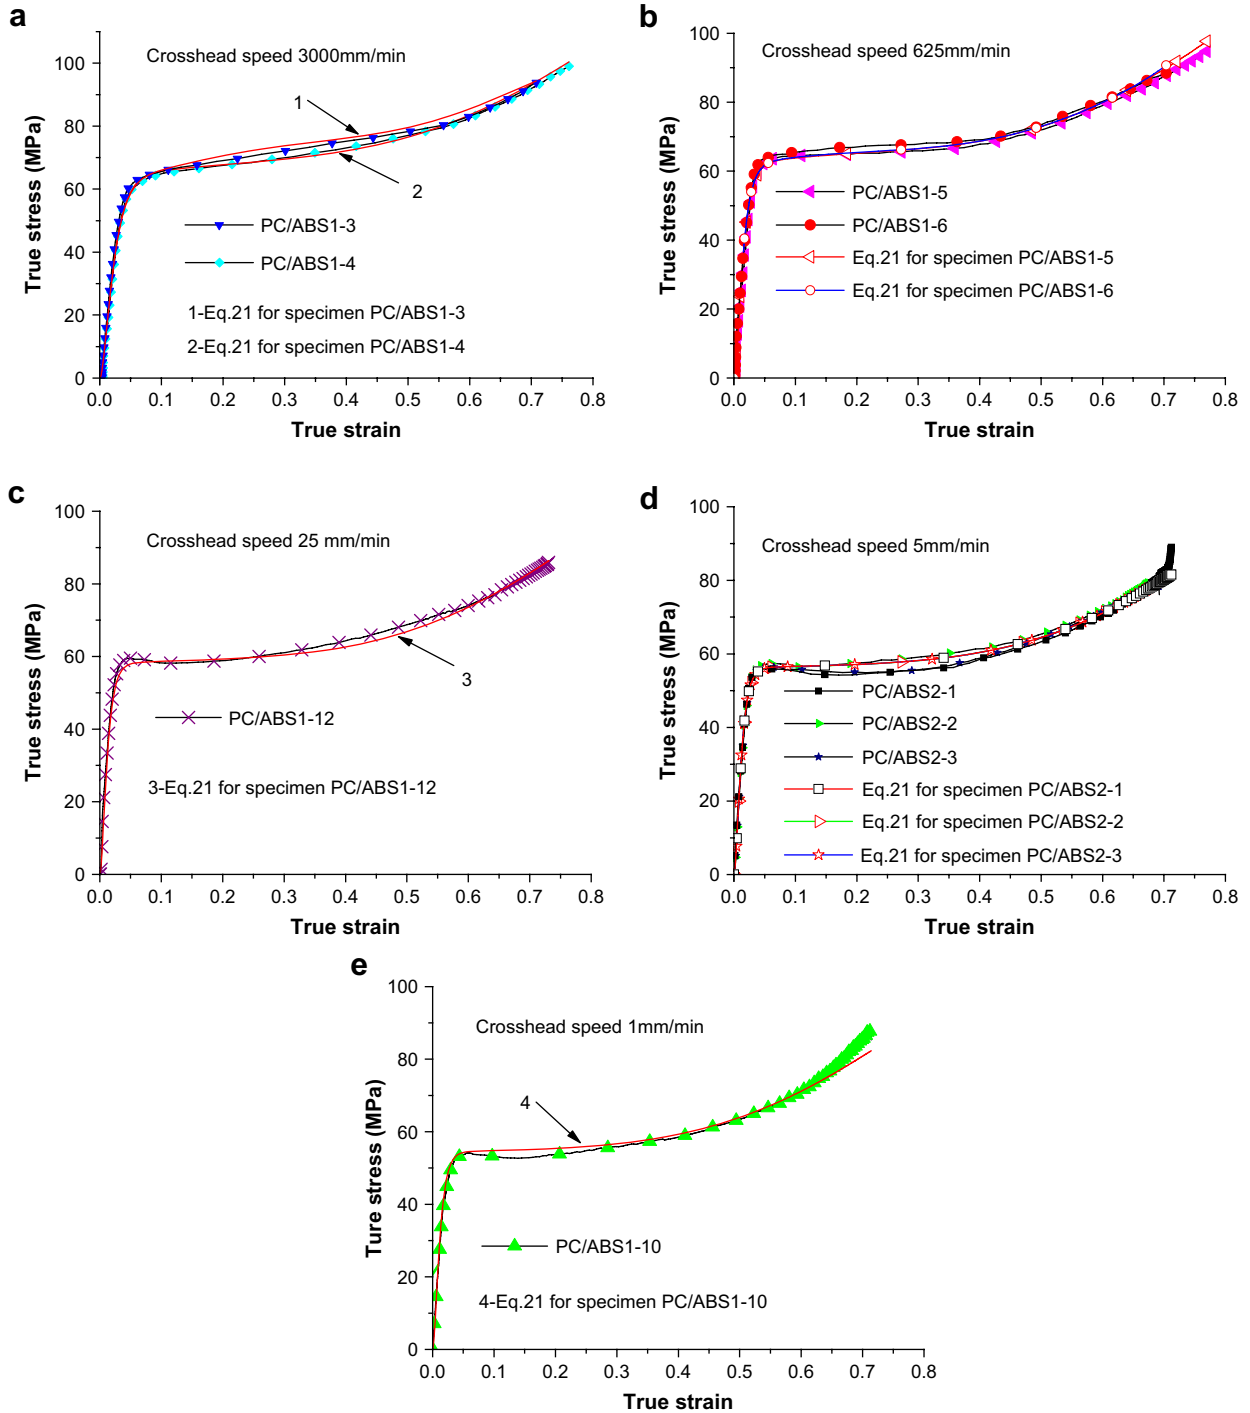 a
Crosshead speed 3000mm/min
100
80
60
40
20
0
True stress (MPa)
1
2
PC/ABS1-3
PC/ABS1-4
1-Eq.21 for specimen PC/ABS1-3
2-Eq.21 for specimen PC/ABS1-4
0.0 0.1 0.2 0.3 0.4 0.5 0.6 0.7 0.8
True strain
b
Crosshead speed 625mm/min
100
80
60
40
20
0
True stress (MPa)
PC/ABS1-5
PC/ABS1-6
Eq.21 for specimen PC/ABS1-5
Eq.21 for specimen PC/ABS1-6
0.0 0.1 0.2 0.3 0.4 0.5 0.6 0.7 0.8
True strain
c
Crosshead speed 25 mm/min
100
80
60
40
20
0
True stress (MPa)
3
PC/ABS1-12
3-Eq.21 for specimen PC/ABS1-12
0.0 0.1 0.2 0.3 0.4 0.5 0.6 0.7 0.8
True strain
d
Crosshead speed 5mm/min
100
80
60
40
20
0
True stress (MPa)
PC/ABS2-1
PC/ABS2-2
PC/ABS2-3
Eq.21 for specimen PC/ABS2-1
Eq.21 for specimen PC/ABS2-2
Eq.21 for specimen PC/ABS2-3
0.0 0.1 0.2 0.3 0.4 0.5 0.6 0.7 0.8
True strain
e
Crosshead speed 1mm/min
100
80
60
40
20
0
Ture stress (MPa)
4
PC/ABS1-10
4-Eq.21 for specimen PC/ABS1-10
0.0 0.1 0.2 0.3 0.4 0.5 0.6 0.7 0.8
True strain